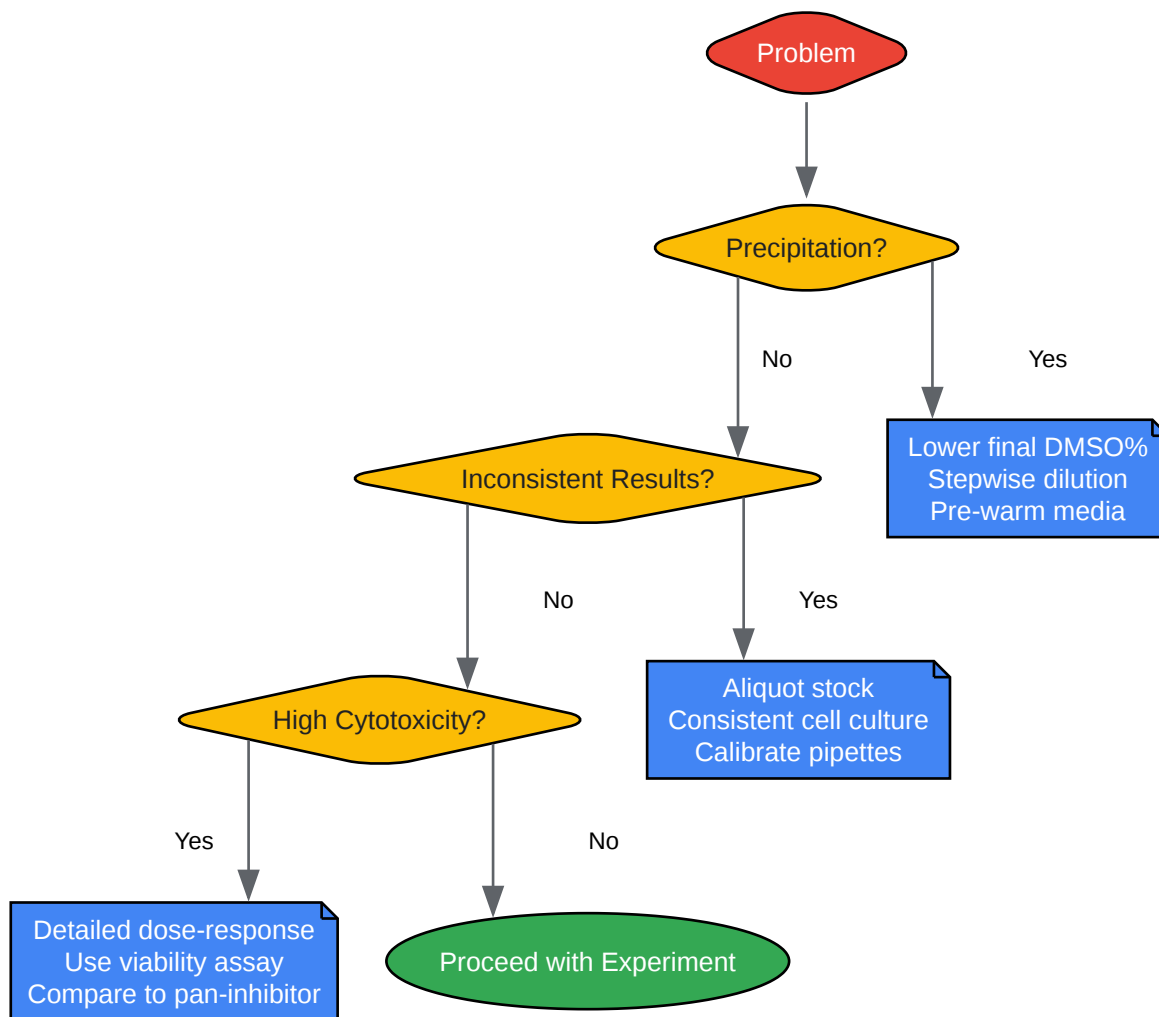 Problem
Precipitation?
No
Yes
Lower final DMSO%
Stepwise dilution
Pre-warm media
Inconsistent Results?
No
Yes
Aliquot stock
Consistent cell culture
Calibrate pipettes
High Cytotoxicity?
Yes
No
Detailed dose-response
Use viability assay
Compare to pan-inhibitor
Proceed with Experiment